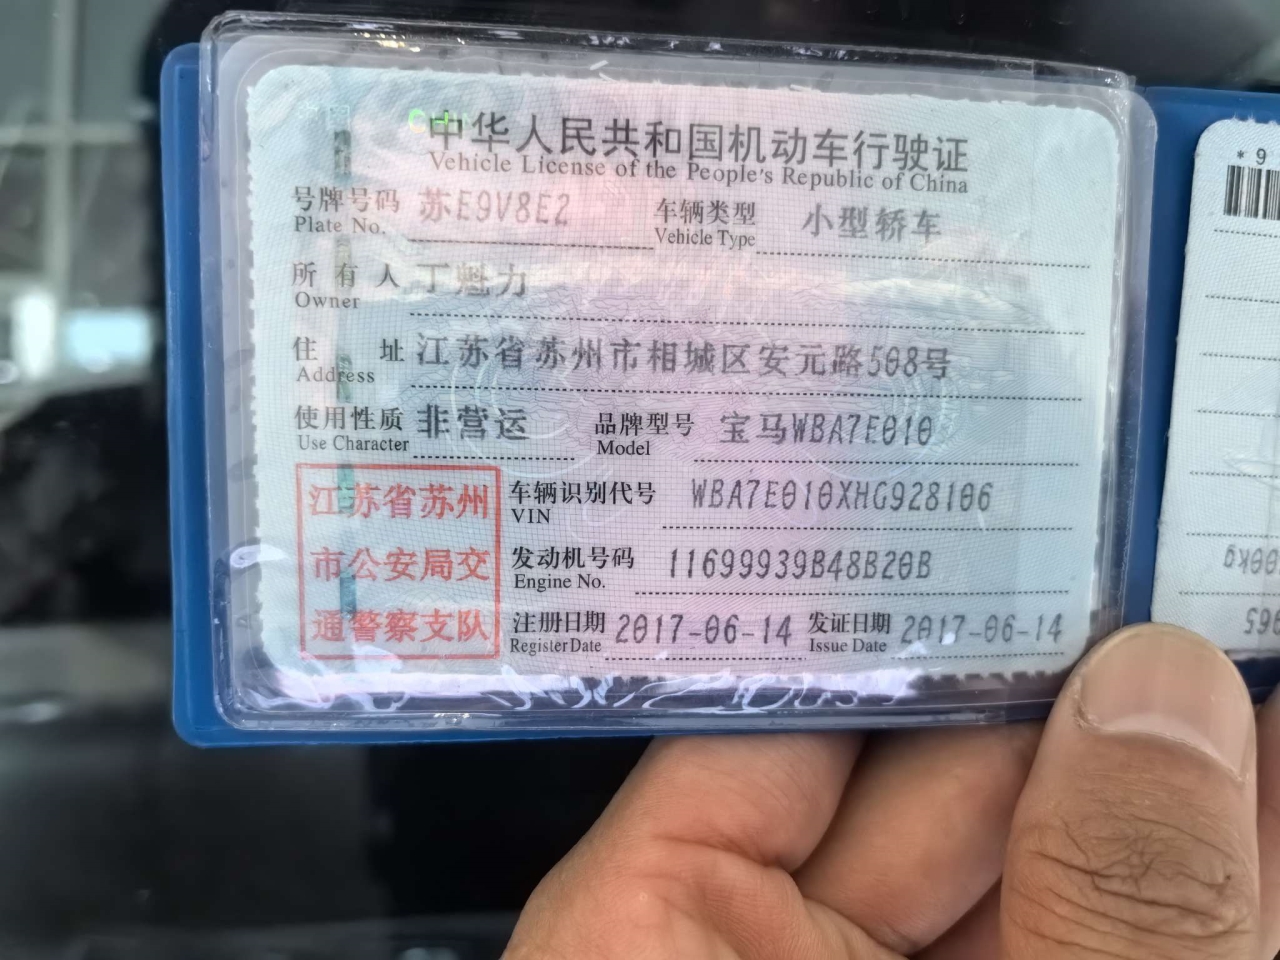 中华人民共和国机动车行驶证
Vehicle License of the People's Republic of China
号牌号码 苏E9V8E2 车辆类型 小型轿车
Plate No. Vehicle Type
所有人 丁魁力
Owner
住址 江苏省苏州市相城区安元路508号
Address
使用性质 非营运 品牌型号 宝马WBA7E010
Use Character Model
江苏省苏州
市公安局交
通警察支队
车辆识别代号 WBA7E010XHG928106
VIN
发动机号码 11699939B48B20B
Engine No.
注册日期 2017-06-14 发证日期 2017-06-14
Register Date Issue Date
*9